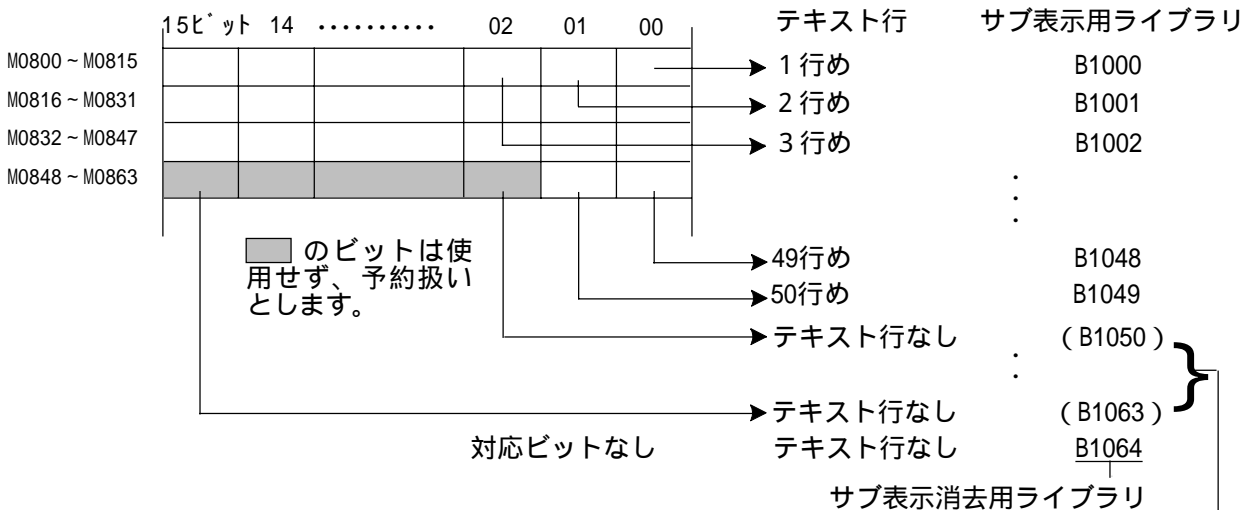 テキスト行 サブ表示用ライブラリ
15ビット 14 ・・・・・・・・・・ 02 01 00
M0800~M0815 1行め B1000
M0816~M0831 2行め B1001
M0832~M0847 3行め B1002
M0848~M0863
・
・
・
のビットは使
用せず、予約扱い
とします。
49行め B1048
50行め B1049
テキスト行なし (B1050)
・
・
テキスト行なし (B1063)
対応ビットなし テキスト行なし B1064
サブ表示消去用ライブラリ